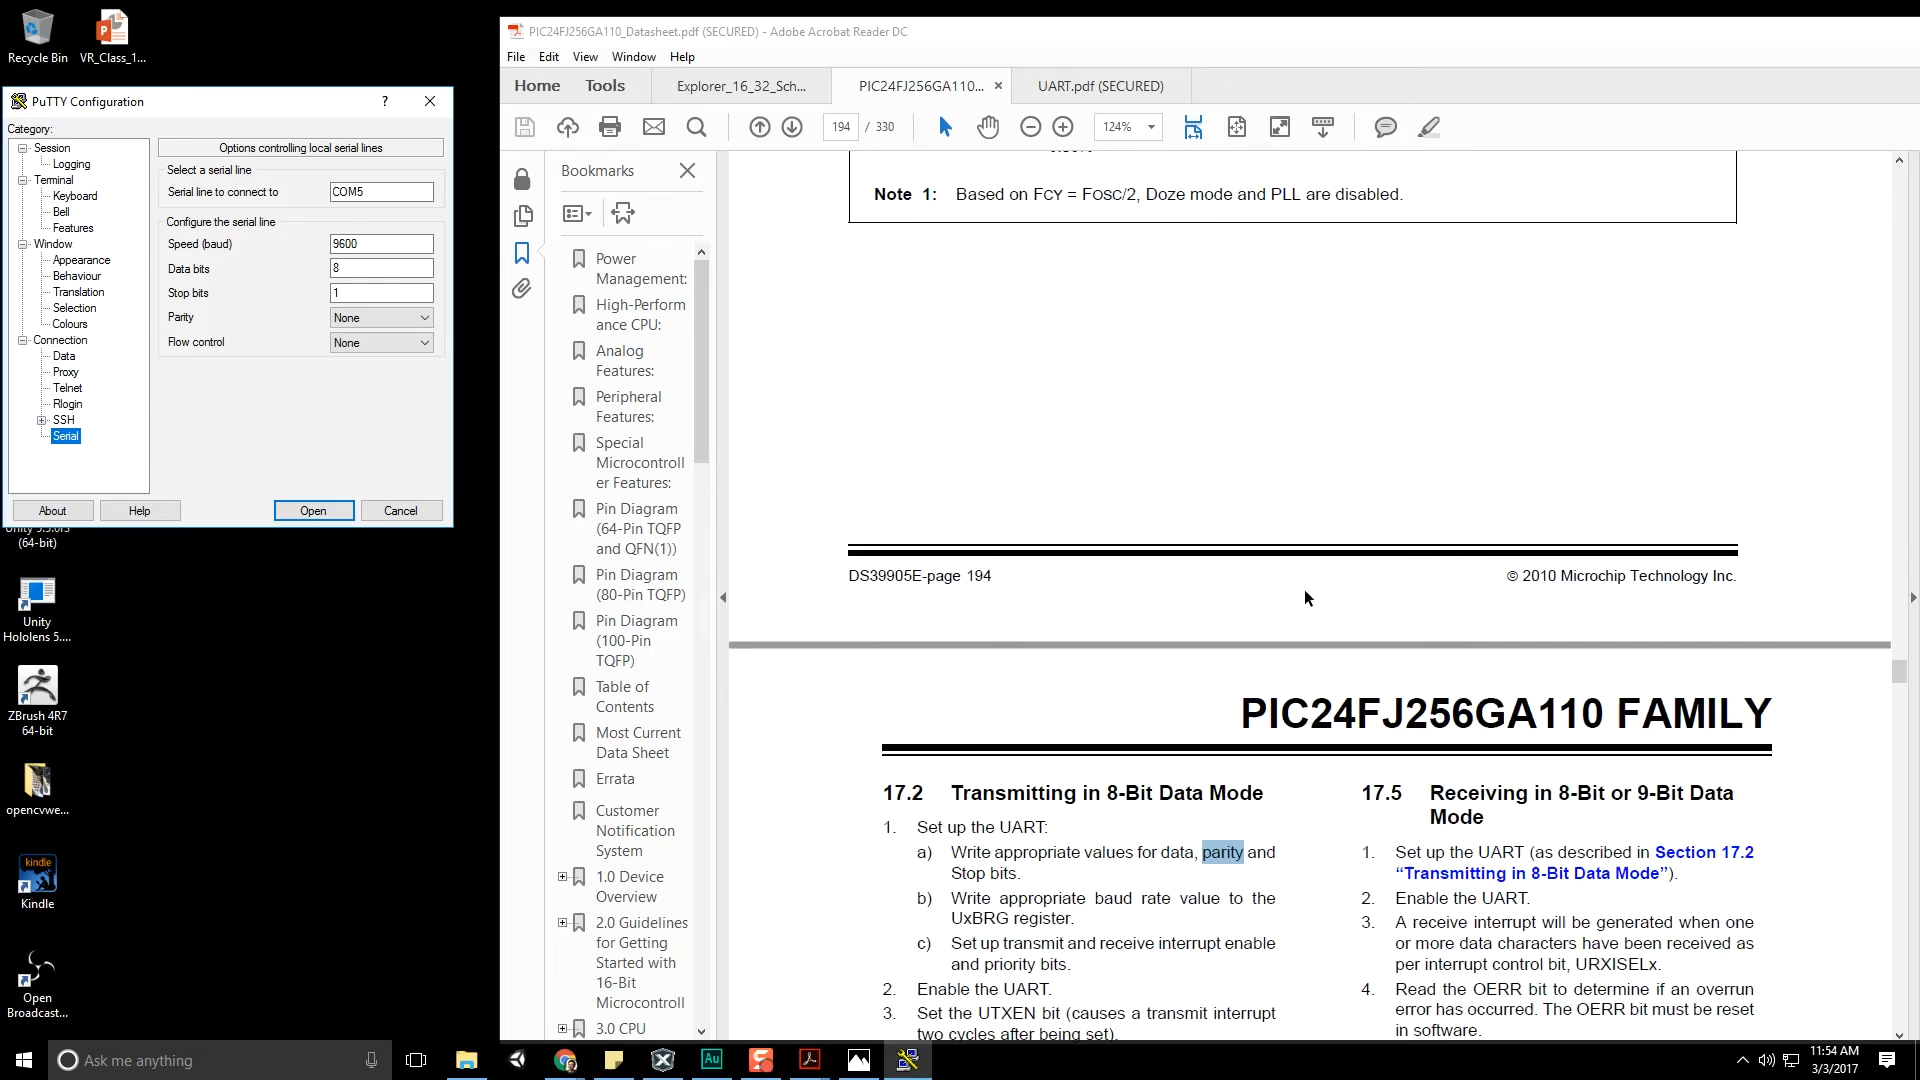 Recycle Bin
VR_Class_1...
PuTTY Configuration
?
Category:
Session
Logging
Terminal
Keyboard
Bell
Features
Window
Appearance
Behaviour
Translation
Selection
Colours
Connection
Data
Proxy
Telnet
Rlogin
SSH
Serial
Options controlling local serial lines
Select a serial line
Serial line to connect to
COM5
Configure the serial line
Speed (baud)
9600
Data bits
8
Stop bits
1
Parity
None
Flow control
None
About
Help
Open
Cancel
(64-bit)
Unity
Hololens 5....
ZBrush 4R7
64-bit
opencvwe...
kindle
Kindle
Open
Broadcast...
PIC24FJ256GA110_Datasheet.pdf (SECURED) - Adobe Acrobat Reader DC
File
Edit
View
Window
Help
Home
Tools
Explorer_16_32_Sch...
PIC24FJ256GA110...
UART.pdf (SECURED)
194
/ 330
124%
Bookmarks
Power
Management:
High-Perform
ance CPU:
Analog
Features:
Peripheral
Features:
Special
Microcontroll
er Features:
Pin Diagram
(64-Pin TQFP
and QFN(1))
Pin Diagram
(80-Pin TQFP)
Pin Diagram
(100-Pin
TQFP)
Table of
Contents
Most Current
Data Sheet
Errata
Customer
Notification
System
1.0 Device
Overview
2.0 Guidelines
for Getting
Started with
16-Bit
Microcontroll
3.0 CPU
Note 1: Based on FCY = FOSC/2, Doze mode and PLL are disabled.
DS39905E-page 194
© 2010 Microchip Technology Inc.
PIC24FJ256GA110 FAMILY
17.2 Transmitting in 8-Bit Data Mode
1. Set up the UART:
a) Write appropriate values for data, parity and
Stop bits.
b) Write appropriate baud rate value to the
UxBRG register.
c) Set up transmit and receive interrupt enable
and priority bits.
2. Enable the UART.
3. Set the UTXEN bit (causes a transmit interrupt
two cycles after being set).
17.5 Receiving in 8-Bit or 9-Bit Data
Mode
1. Set up the UART (as described in Section 17.2
“Transmitting in 8-Bit Data Mode”).
2. Enable the UART.
3. A receive interrupt will be generated when one
or more data characters have been received as
per interrupt control bit, URXISELx.
4. Read the OERR bit to determine if an overrun
error has occurred. The OERR bit must be reset
in software.
Ask me anything
Au
11:54 AM
3/3/2017